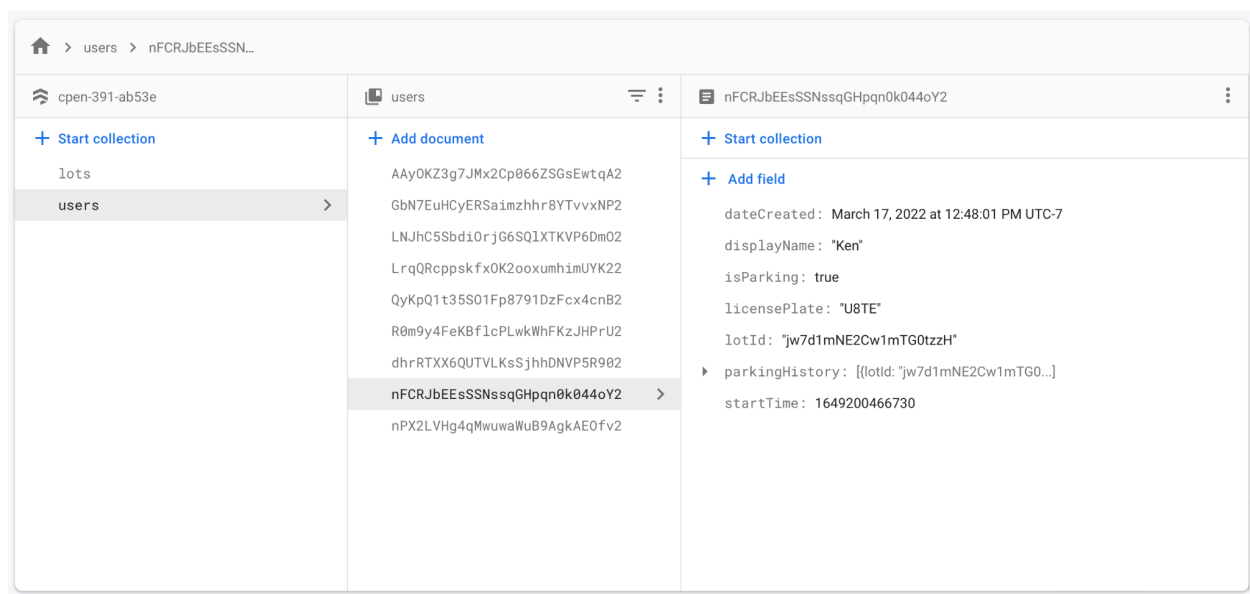 users > nFCRJbEEsSSN…
cpen-391-ab53e
Start collection
lots
users
users
Add document
AAyOKZ3g7JMx2Cp066ZSGsEwtqA2
GbN7EuHCyERSaimzhhr8YTvvxNP2
LNJhC5SbdiOrjG6SQlXTKVP6DmO2
LrqQRcppskfxOK2ooxumhimUYK22
QyKpQ1t35SO1Fp8791DzFcx4cnB2
R0m9y4FeKBflcPLwkWhFKzJHPrU2
dhrRTXX6QUTVLKsSjhhDNVP5R902
nFCRJbEEsSSNssqGHpqn0k044oY2
nPX2LVHg4qMwuwaWuB9AgkAEOfv2
nFCRJbEEsSSNssqGHpqn0k044oY2
Start collection
Add field
dateCreated: March 17, 2022 at 12:48:01 PM UTC-7
displayName: "Ken"
isParking: true
licensePlate: "U8TE"
lotId: "jw7d1mNE2Cw1mTG0tzzH"
parkingHistory: [{lotId: "jw7d1mNE2Cw1mTG0...]
startTime: 1649200466730